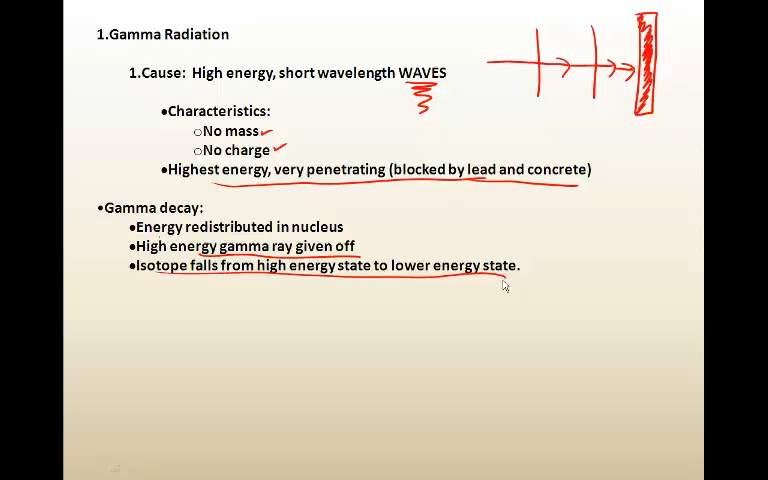 1.Gamma Radiation
1.Cause: High energy, short wavelength WAVES
•Characteristics:
○No mass
○No charge
•Highest energy, very penetrating (blocked by lead and concrete)
•Gamma decay:
•Energy redistributed in nucleus
•High energy gamma ray given off
•Isotope falls from high energy state to lower energy state.